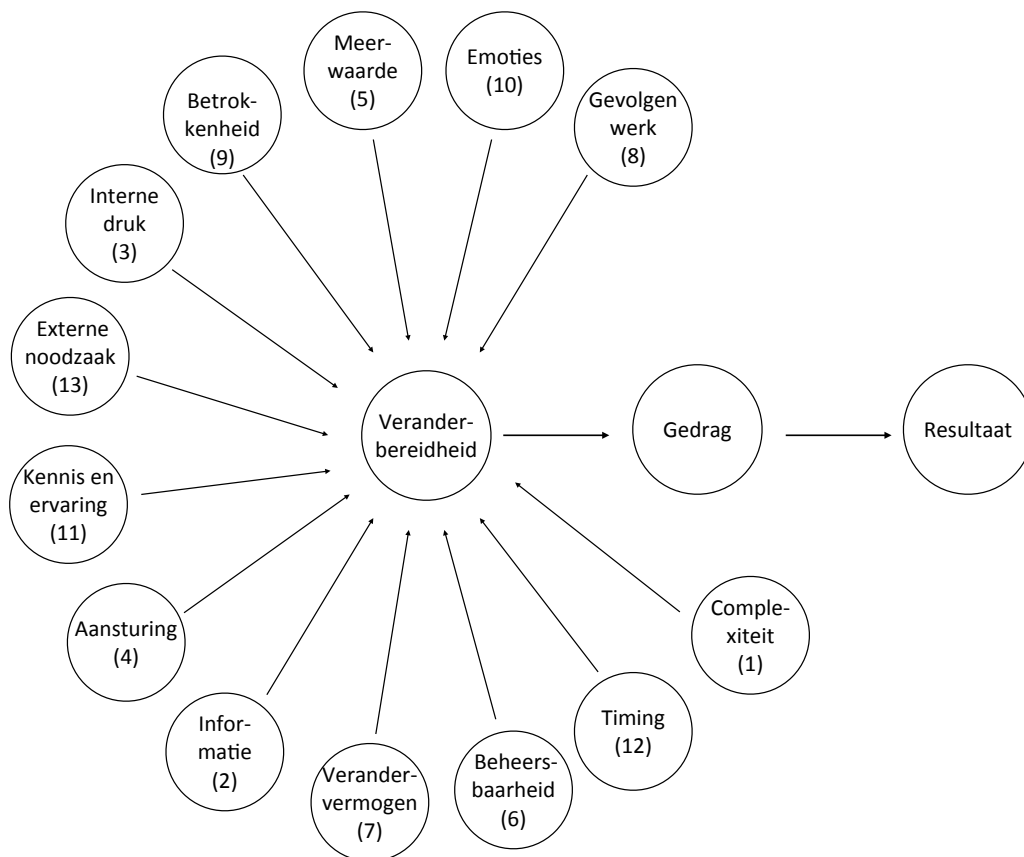 Meer-
waarde
(5)
Emoties
(10)
Betrok-
kenheid
(9)
Gevolgen
werk
(8)
Interne
druk
(3)
Externe
noodzaak
(13)
Verander-
bereidheid
Gedrag
Resultaat
Kennis en
ervaring
(11)
Aansturing
(4)
Comple-
xiteit
(1)
Infor-
matie
(2)
Timing
(12)
Verander-
vermogen
(7)
Beheers-
baarheid
(6)